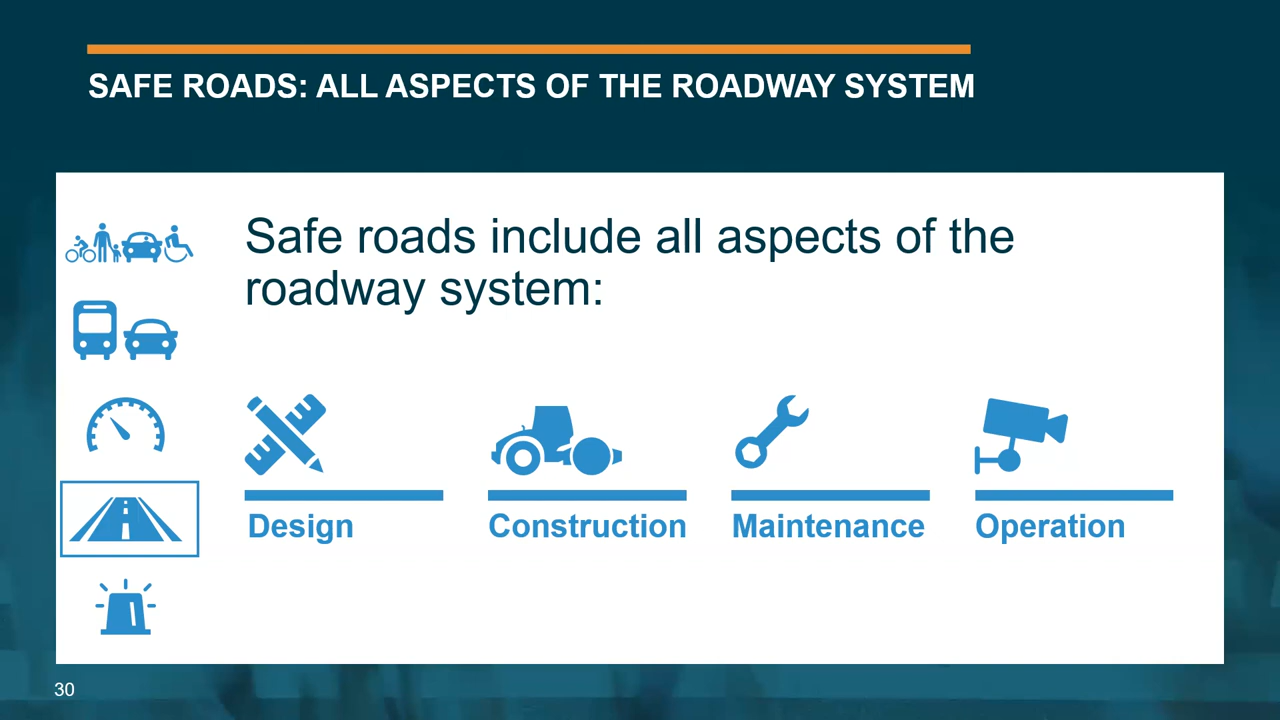 SAFE ROADS: ALL ASPECTS OF THE ROADWAY SYSTEM
Safe roads include all aspects of the
roadway system:
Design
Construction
Maintenance
Operation
30